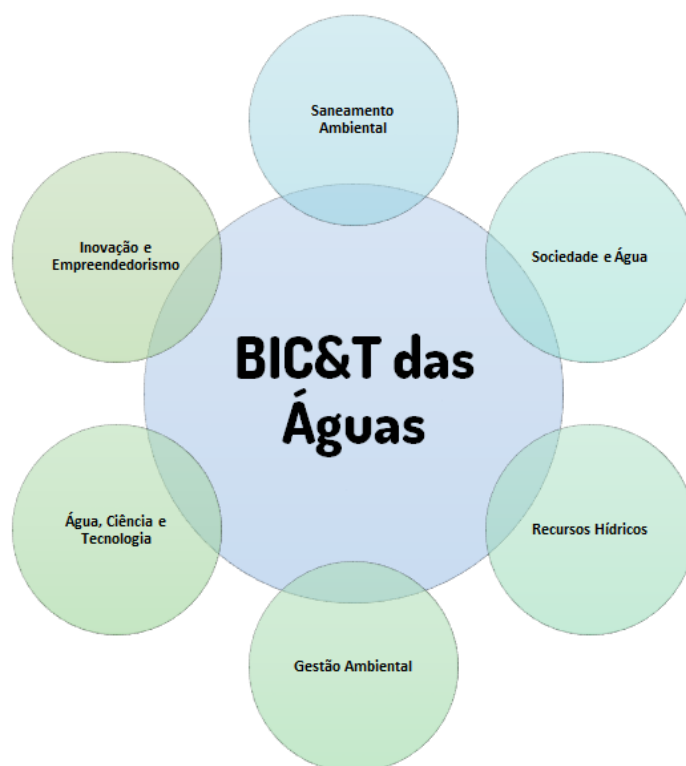 Saneamento
Ambiental
Inovação e
Empreendedorismo
Sociedade e Água
BIC&T das
Águas
Água, Ciência e
Tecnologia
Recursos Hídricos
Gestão Ambiental